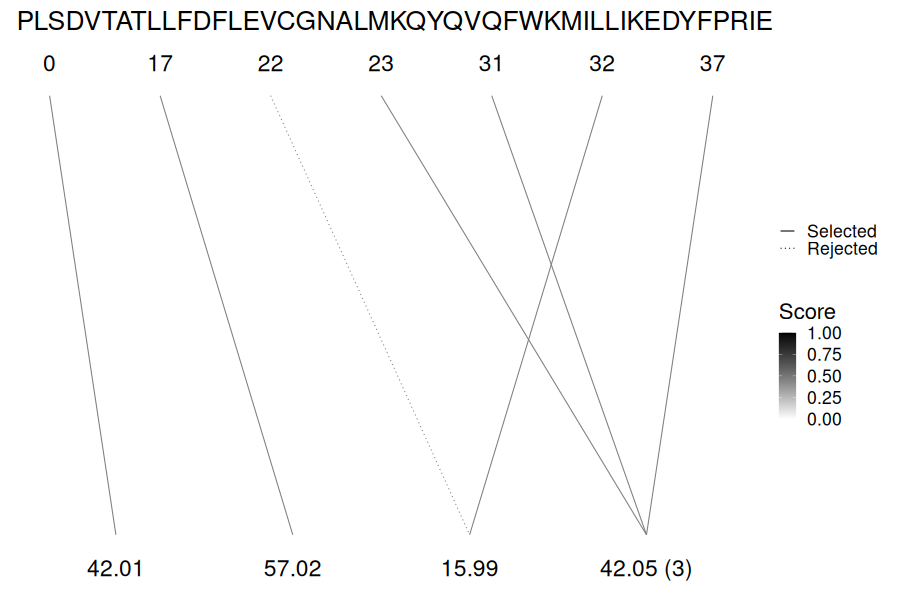 PLSDVTATLLFDFLEVCGNALMKQYQVQFWKMILLIKEDYFPRIE
0 17 22 23 31 32 37
Selected
Rejected
Score
1.00
0.75
0.50
0.25
0.00
42.01 57.02 15.99 42.05 (3)